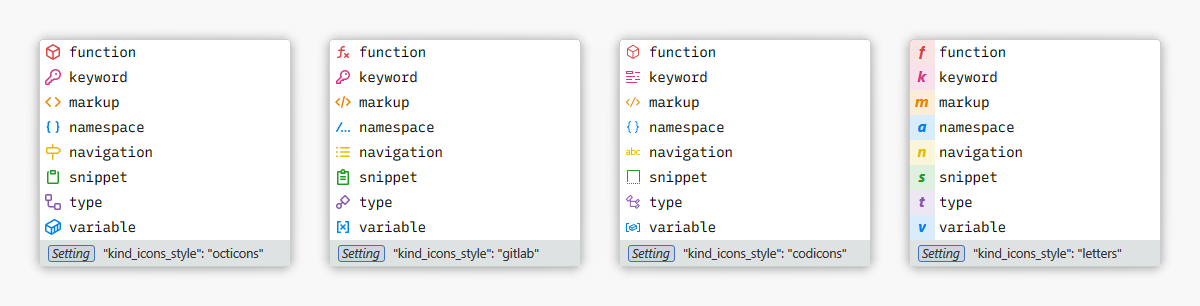 function
keyword
markup
{} namespace
navigation
snippet
type
variable
Setting "kind_icons_style": "octicons"
fx function
keyword
</> markup
/... namespace
navigation
snippet
type
[x] variable
Setting "kind_icons_style": "gitlab"
function
keyword
</> markup
{} namespace
abc navigation
snippet
type
variable
Setting "kind_icons_style": "codicons"
f function
k keyword
m markup
a namespace
n navigation
s snippet
t type
v variable
Setting "kind_icons_style": "letters"